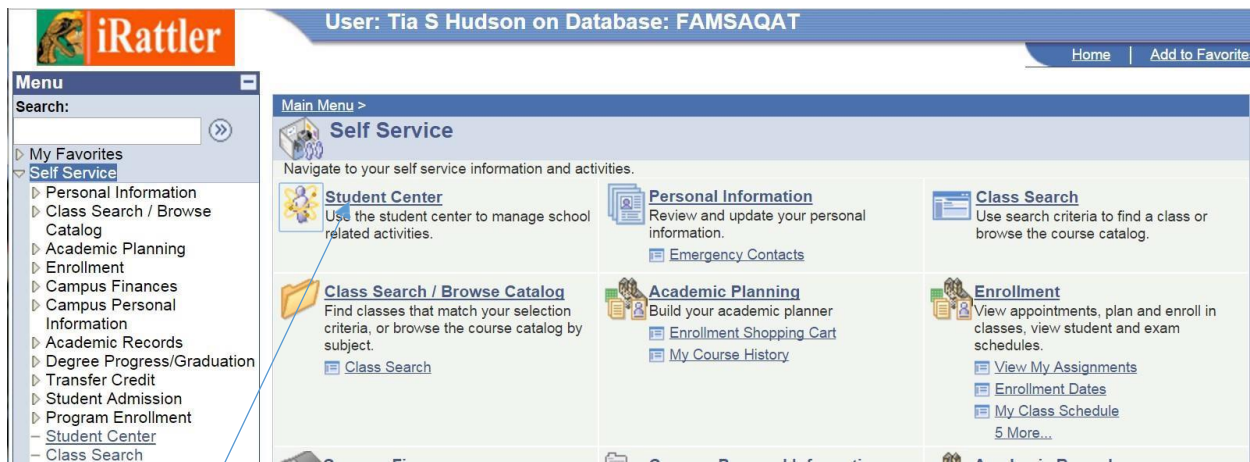 iRattler
User: Tia S Hudson on Database: FAMSAQAT
Home | Add to Favorite
Menu
Search:
My Favorites
Self Service
Personal Information
Class Search / Browse
Catalog
Academic Planning
Enrollment
Campus Finances
Campus Personal
Information
Academic Records
Degree Progress/Graduation
Transfer Credit
Student Admission
Program Enrollment
Student Center
Class Search
Main Menu >
Self Service
Navigate to your self service information and activities.
Student Center
Use the student center to manage school
related activities.
Personal Information
Review and update your personal
information.
Emergency Contacts
Class Search
Use search criteria to find a class or
browse the course catalog.
Class Search / Browse Catalog
Find classes that match your selection
criteria, or browse the course catalog by
subject.
Class Search
Academic Planning
Build your academic planner
Enrollment Shopping Cart
My Course History
Enrollment
View appointments, plan and enroll in
classes, view student and exam
schedules.
View My Assignments
Enrollment Dates
My Class Schedule
5 More...